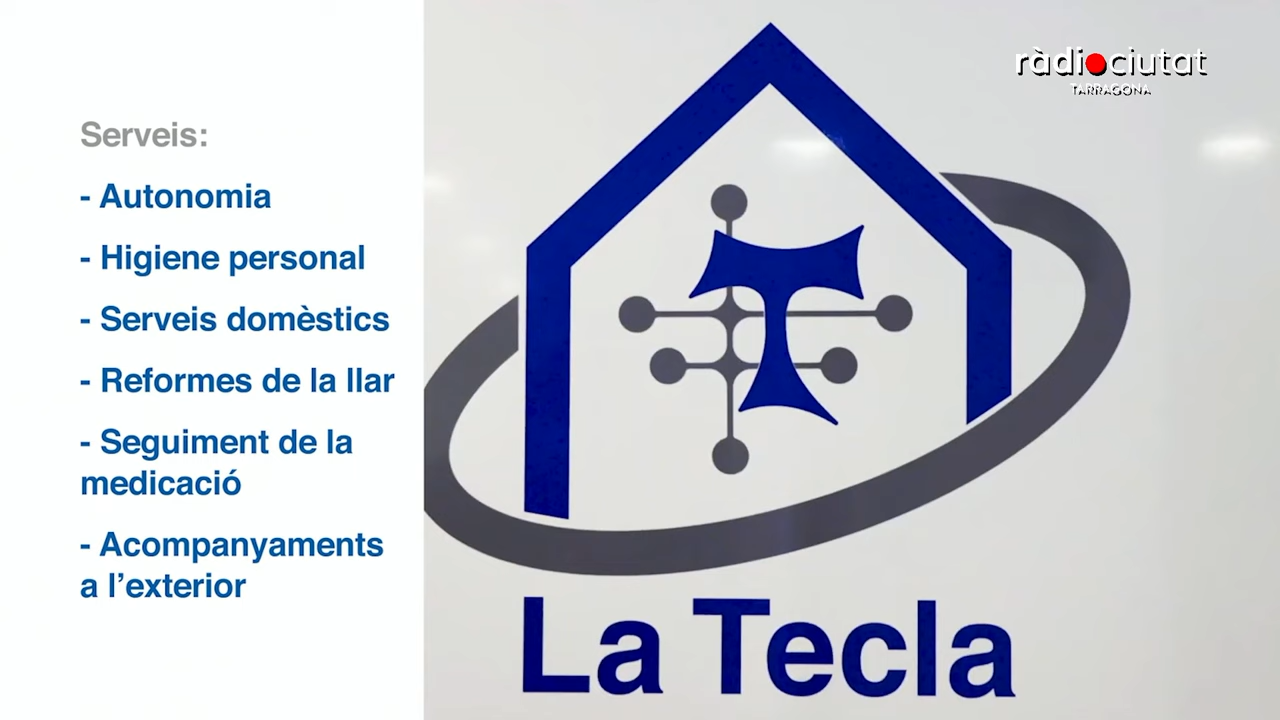 Serveis:
- Autonomia
- Higiene personal
- Serveis domèstics
- Reformes de la llar
- Seguiment de la
medicació
- Acompanyaments
a l’exterior
ràdiociutat
TARRAGONA
La Tecla